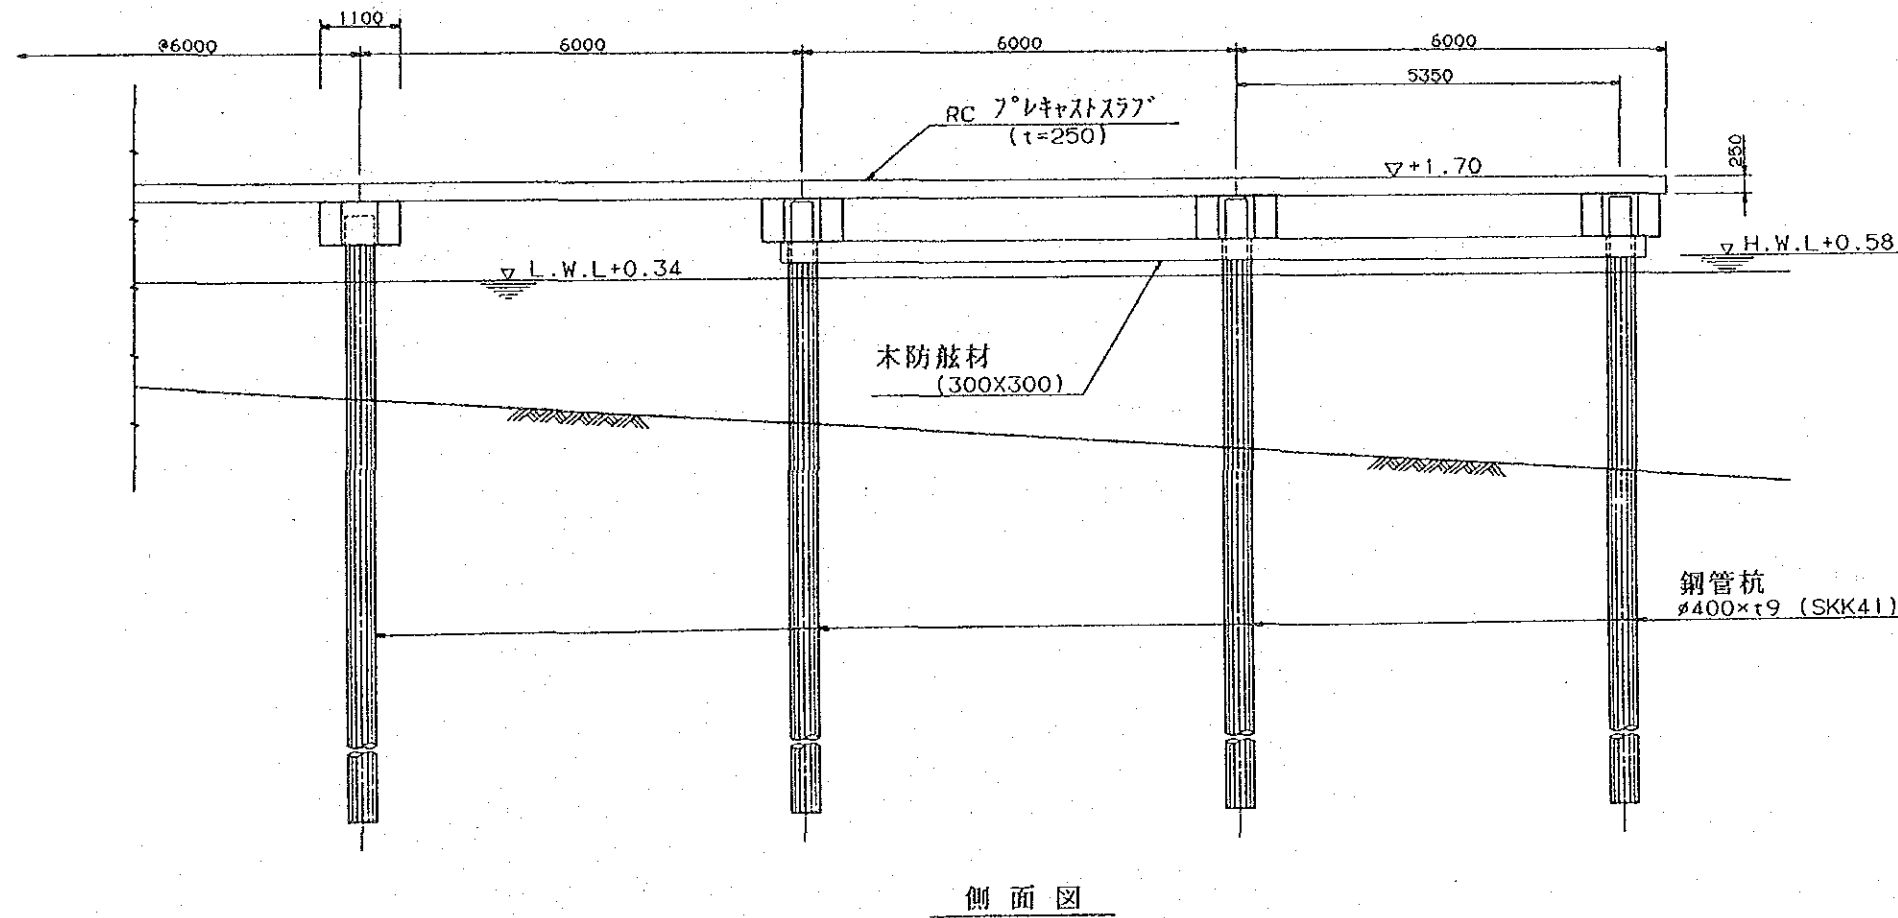 1100
@6000
6000
6000
6000
5350
RC プレキャストスラブ
(t=250)
250
▽+1.70
▽ H.W.L+0.58
▽ L.W.L+0.34
木防舷材
(300X300)
鋼管杭
ø400×t9 (SKK41)
側面図